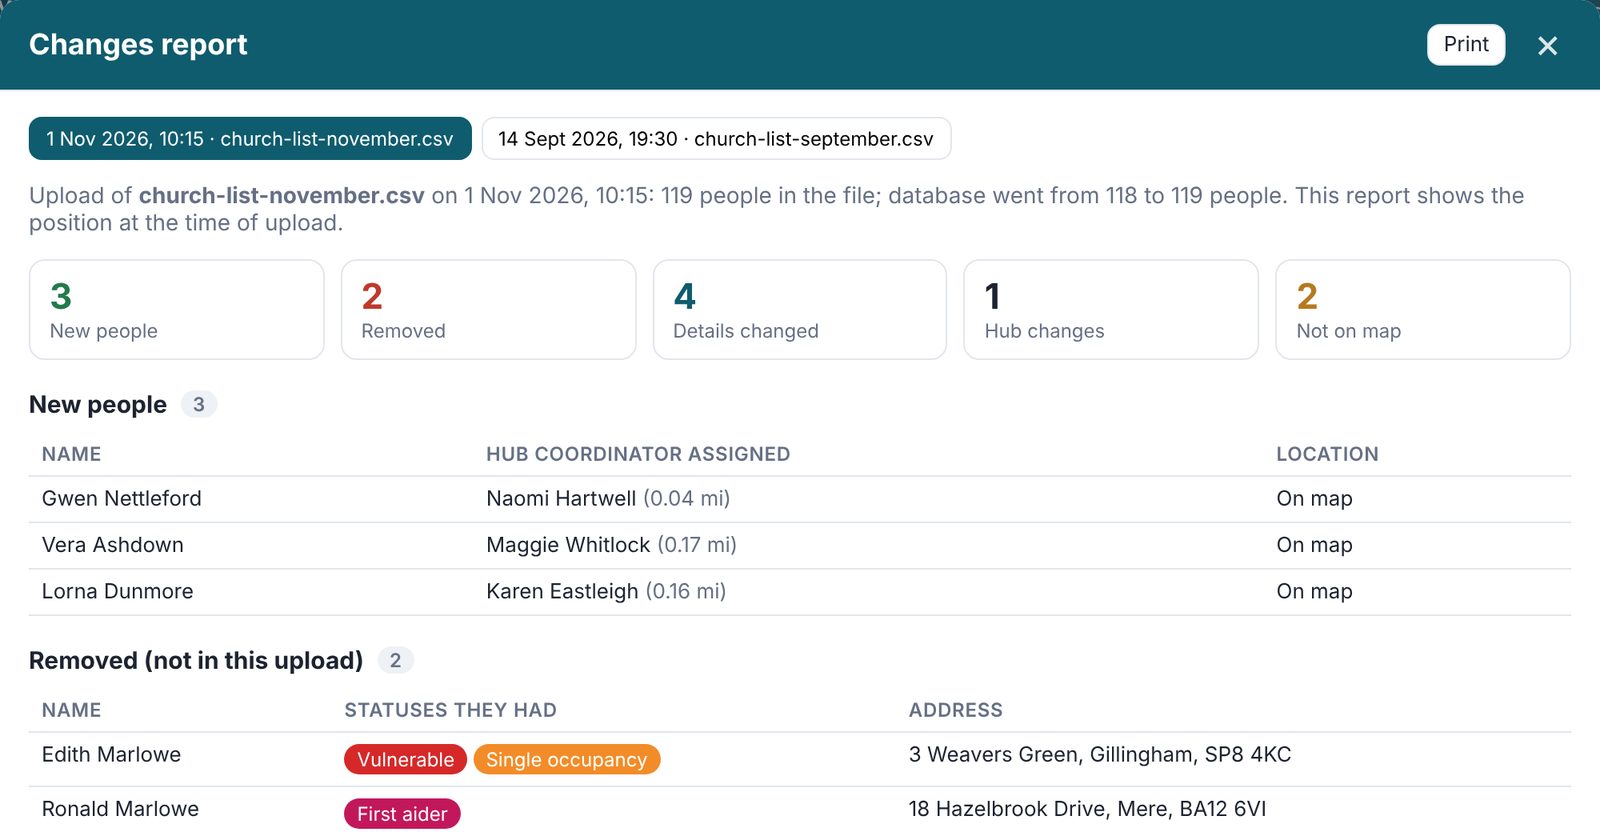 Changes report
Print
1 Nov 2026, 10:15 · church-list-november.csv
14 Sept 2026, 19:30 · church-list-september.csv
Upload of church-list-november.csv on 1 Nov 2026, 10:15: 119 people in the file; database went from 118 to 119 people. This report shows the
position at the time of upload.
3
New people
2
Removed
4
Details changed
1
Hub changes
2
Not on map
New people 3
NAME HUB COORDINATOR ASSIGNED LOCATION
Gwen Nettleford Naomi Hartwell (0.04 mi) On map
Vera Ashdown Maggie Whitlock (0.17 mi) On map
Lorna Dunmore Karen Eastleigh (0.16 mi) On map
Removed (not in this upload) 2
NAME STATUSES THEY HAD ADDRESS
Edith Marlowe Vulnerable Single occupancy 3 Weavers Green, Gillingham, SP8 4KC
Ronald Marlowe First aider 18 Hazelbrook Drive, Mere, BA12 6VI